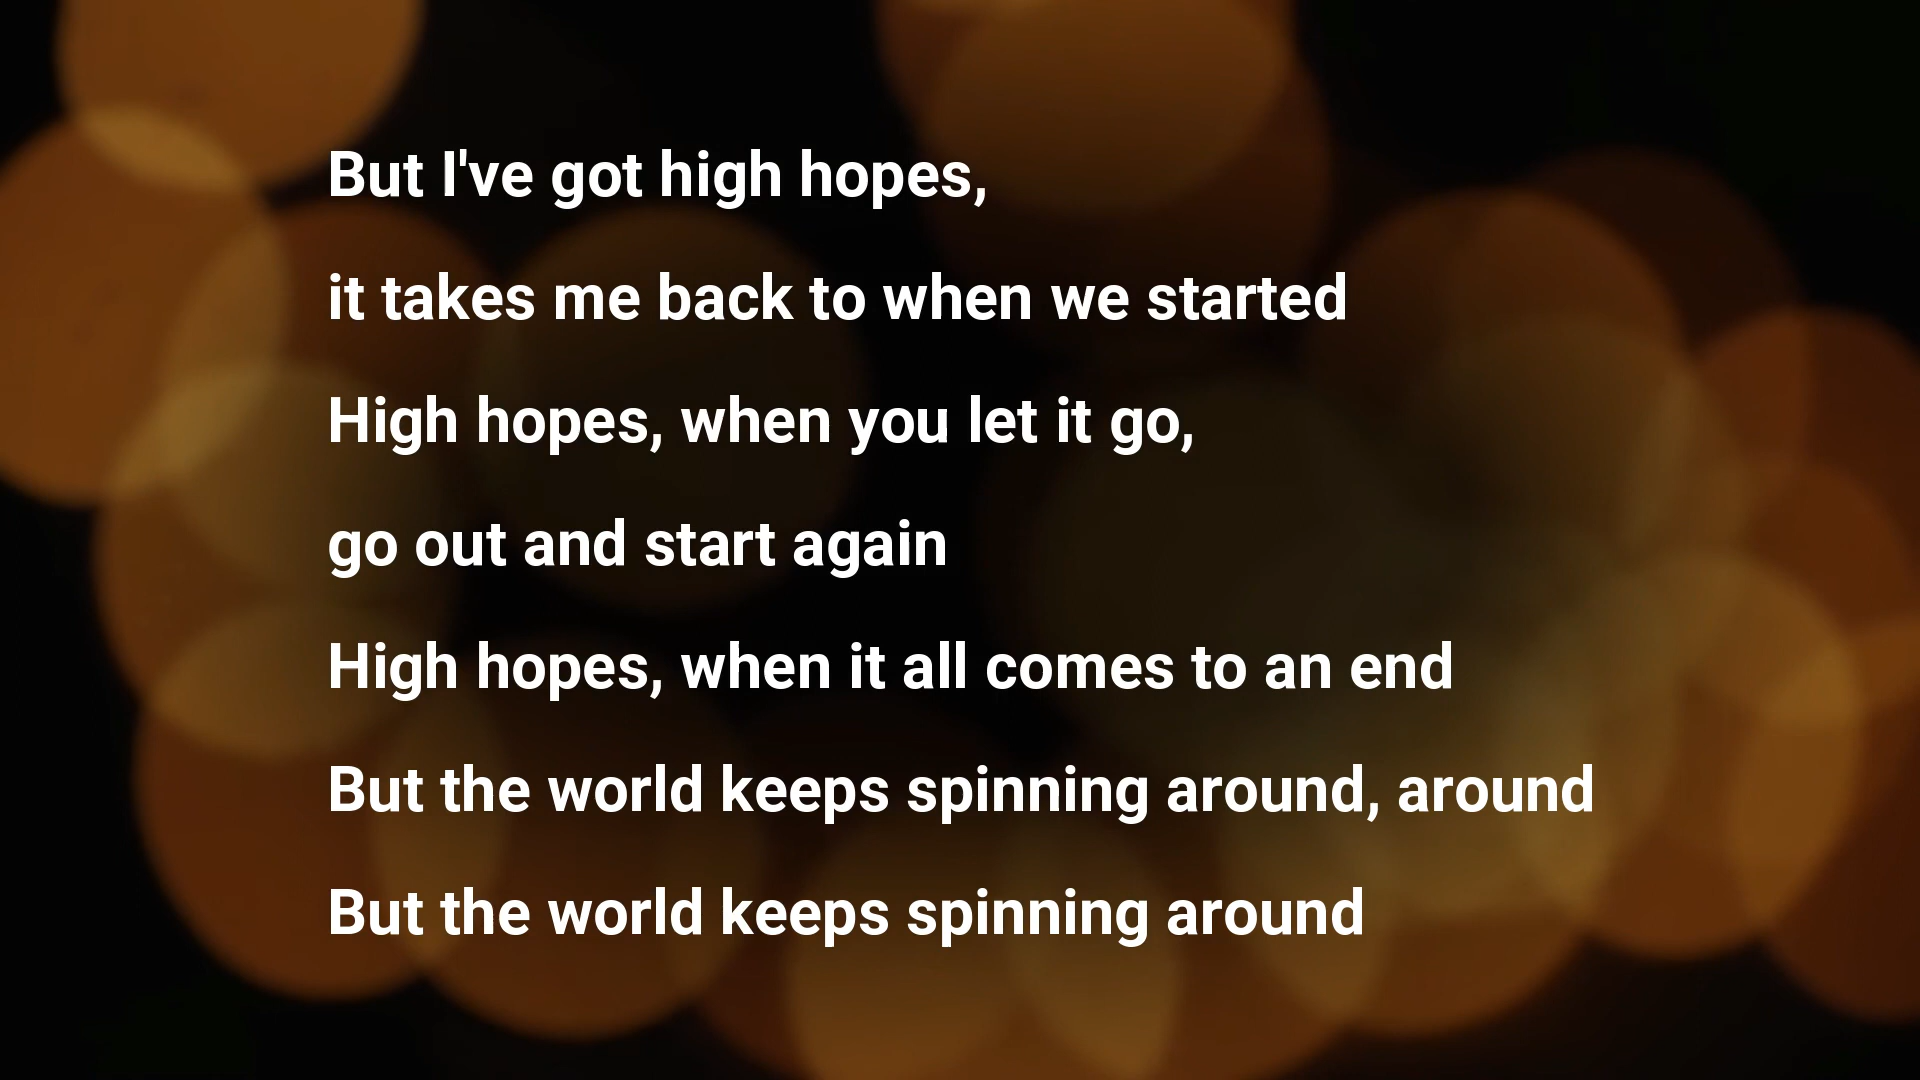 But I've got high hopes,
it takes me back to when we started
High hopes, when you let it go,
go out and start again
High hopes, when it all comes to an end
But the world keeps spinning around, around
But the world keeps spinning around